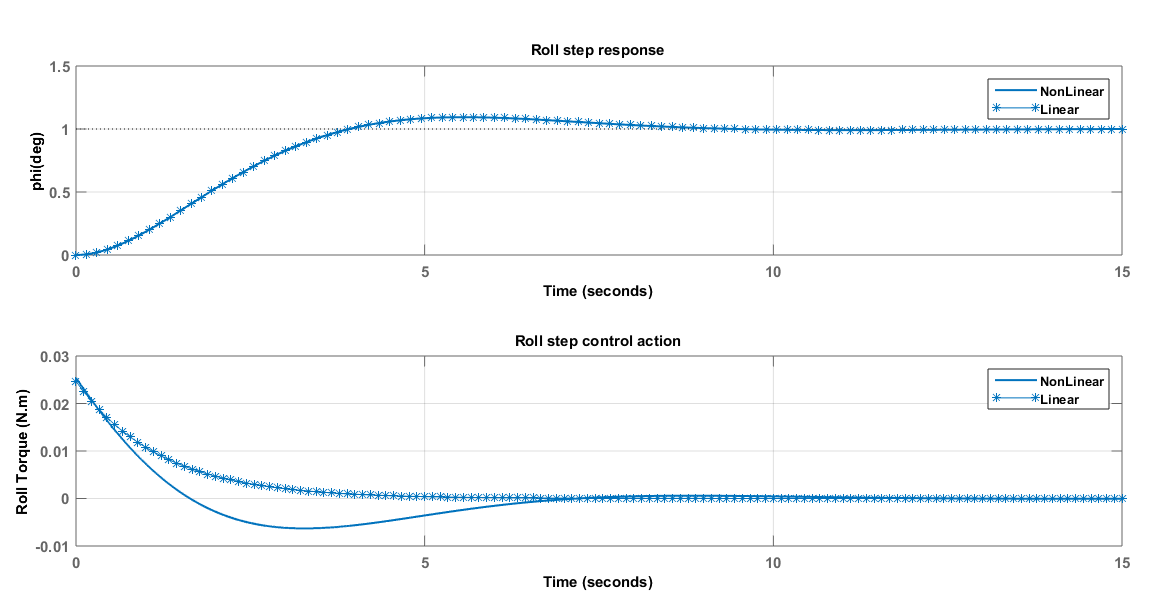 Roll step response
1.5
1
0.5
0
phi(deg)
NonLinear
Linear
0 5 10 15
Time (seconds)
Roll step control action
0.03
0.02
0.01
0
-0.01
Roll Torque (N.m)
NonLinear
Linear
0 5 10 15
Time (seconds)